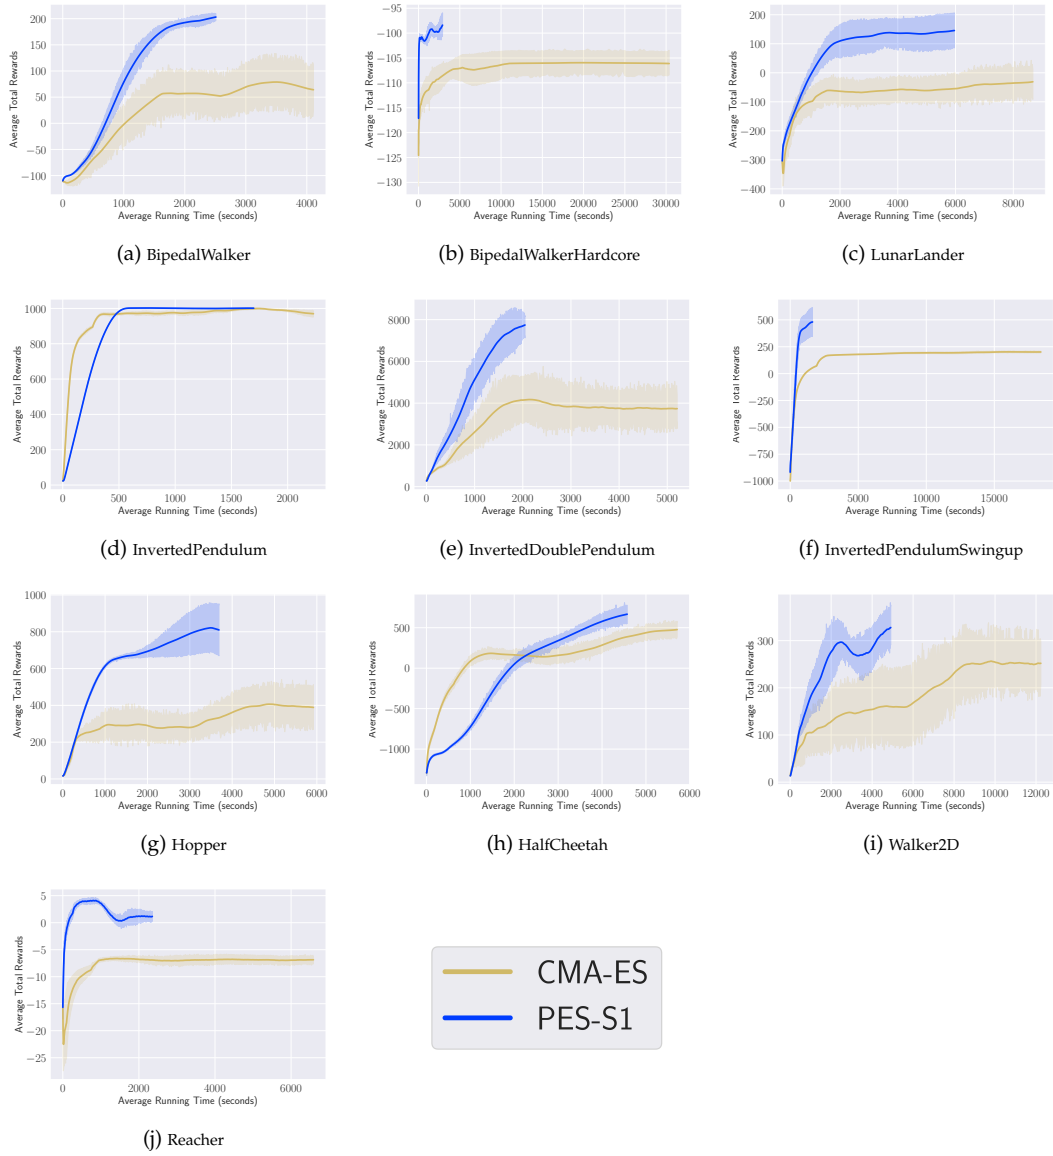 200
150
100
50
0
−50
−100
Average Total Rewards
0 1000 2000 3000 4000
Average Running Time (seconds)
(a) BipedalWalker
−95
−100
−105
−110
−115
−120
−125
−130
Average Total Rewards
0 5000 10000 15000 20000 25000 30000
Average Running Time (seconds)
(b) BipedalWalkerHardcore
200
100
0
−100
−200
−300
−400
Average Total Rewards
0 2000 4000 6000 8000
Average Running Time (seconds)
(c) LunarLander
1000
800
600
400
200
0
Average Total Rewards
0 500 1000 1500 2000
Average Running Time (seconds)
(d) InvertedPendulum
8000
6000
4000
2000
0
Average Total Rewards
0 1000 2000 3000 4000 5000
Average Running Time (seconds)
(e) InvertedDoublePendulum
500
250
0
−250
−500
−750
−1000
Average Total Rewards
0 5000 10000 15000
Average Running Time (seconds)
(f) InvertedPendulumSwingup
1000
800
600
400
200
0
Average Total Rewards
0 1000 2000 3000 4000 5000 6000
Average Running Time (seconds)
(g) Hopper
500
0
−500
−1000
Average Total Rewards
0 1000 2000 3000 4000 5000 6000
Average Running Time (seconds)
(h) HalfCheetah
300
200
100
0
Average Total Rewards
0 2000 4000 6000 8000 10000 12000
Average Running Time (seconds)
(i) Walker2D
5
0
−5
−10
−15
−20
−25
Average Total Rewards
0 2000 4000 6000
Average Running Time (seconds)
(j) Reacher
CMA-ES
PES-S1